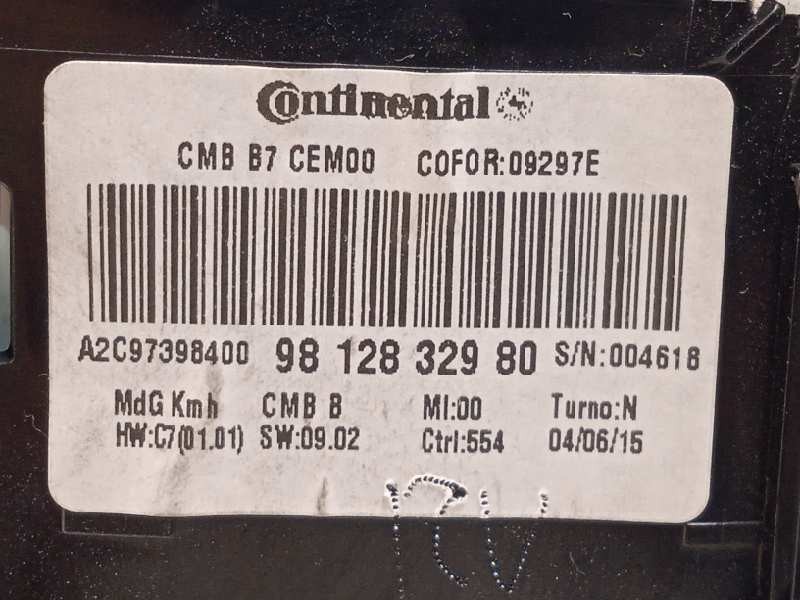 Continental
CMB B7 CEM00 COFOR:09297E
A2C97398400 98 128 329 80 S/N:004618
MdG Kmh CMB B MI:00 Turno:N
HW:C7(01.01) SW:09.02 Ctrl:554 04/06/15